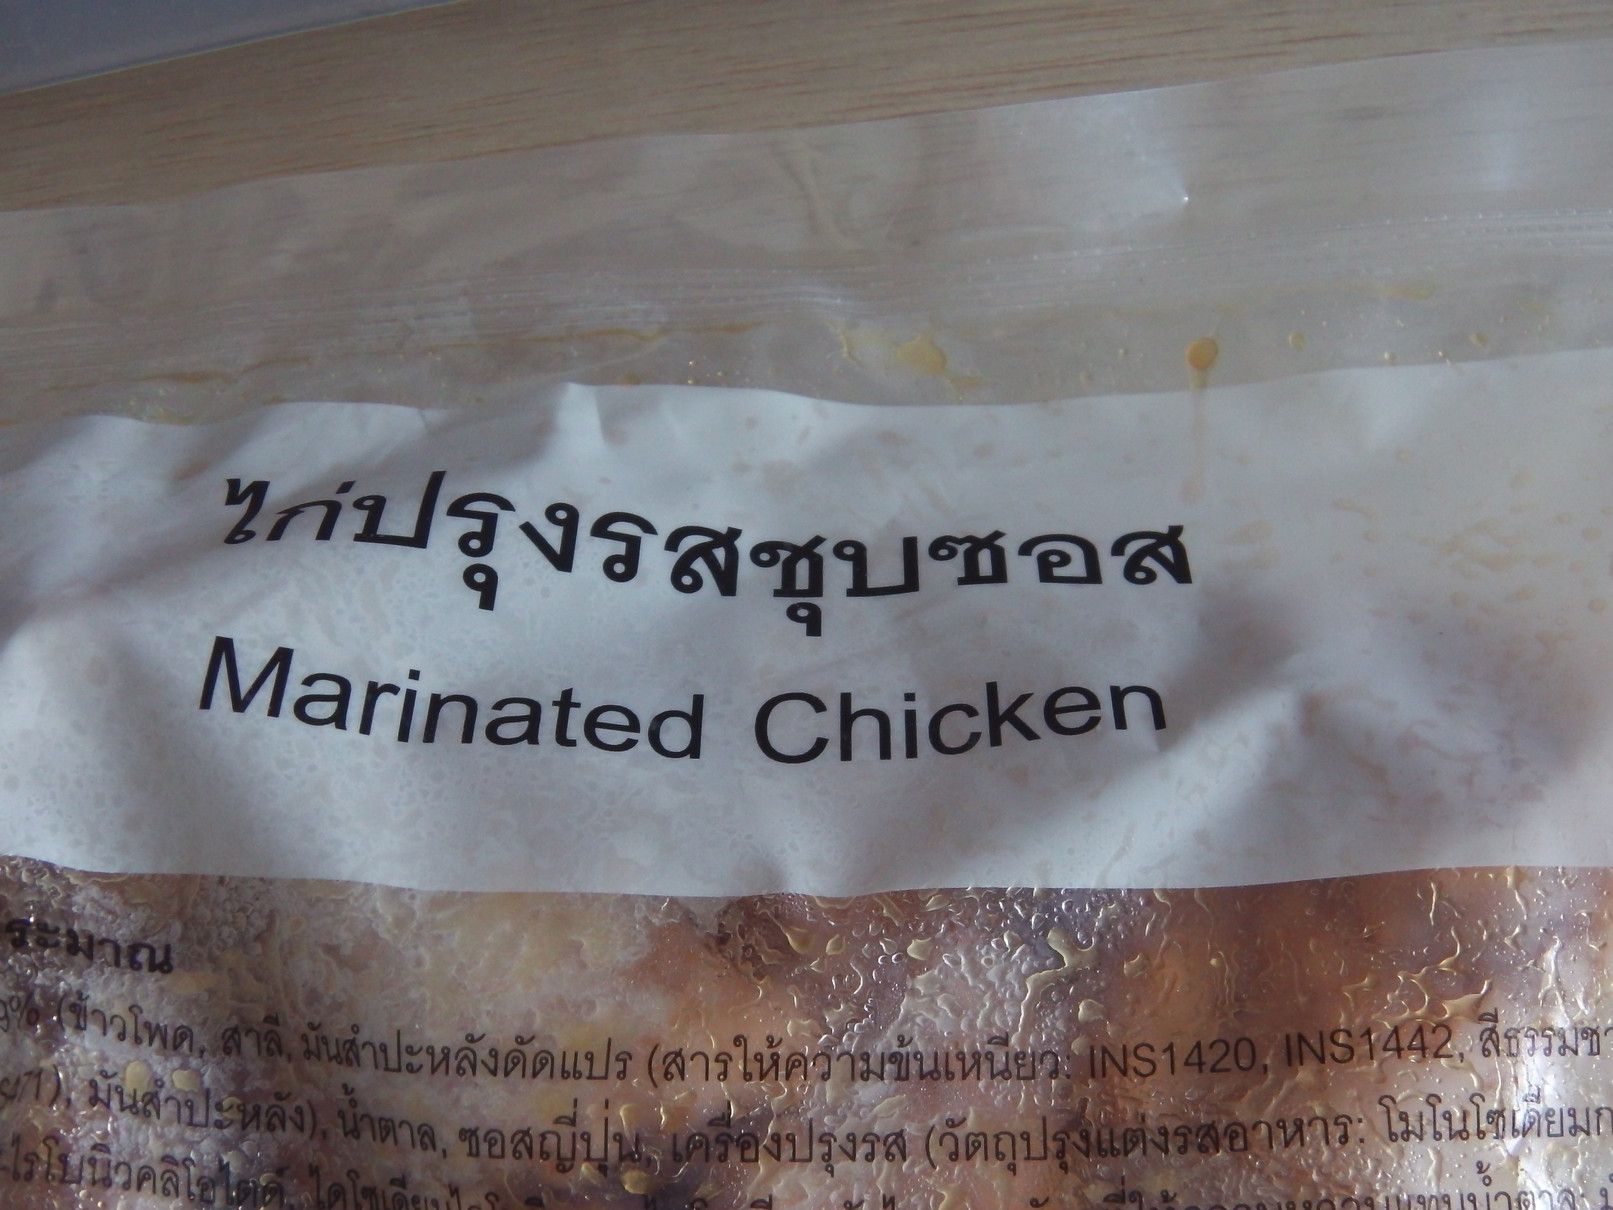 ไก่ปรุงรสชุบซอส
Marinated Chicken
(ข้าวโพด, สาลี, มันสำปะหลังดัดแปร (สารให้ความข้นเหนียว: INS1420, INS1442,
มันสำปะหลัง), น้ำตาล, ซอสญี่ปุ่น, เครื่องปรุงรส (วัตถุปรุงแต่งรสอาหาร: